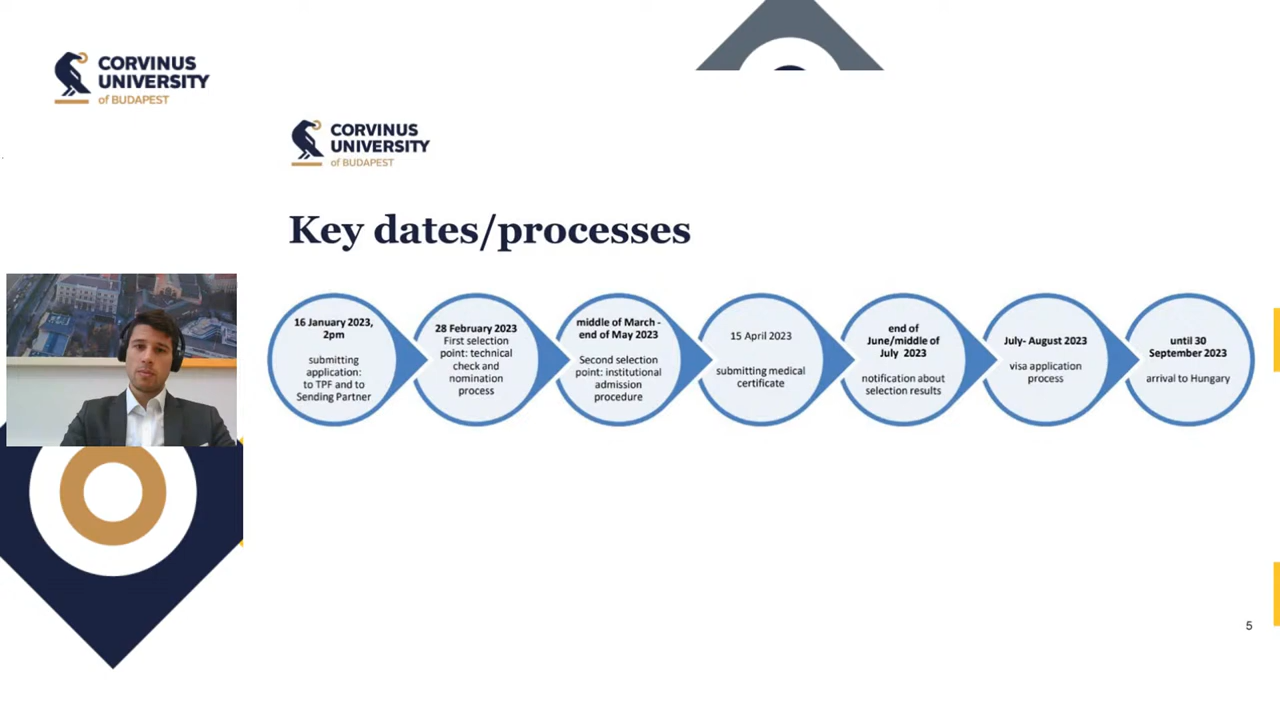 CORVINUS
UNIVERSITY
of BUDAPEST
CORVINUS
UNIVERSITY
of BUDAPEST
Key dates/processes
16 January 2023,
2pm
submitting
application:
to TPF and to
Sending Partner
28 February 2023
First selection
point: technical
check and
nomination
process
middle of March -
end of May 2023
Second selection
point: institutional
admission
procedure
15 April 2023
submitting medical
certificate
end of
June/middle of
July 2023
notification about
selection results
July- August 2023
visa application
process
until 30
September 2023
arrival to Hungary
5